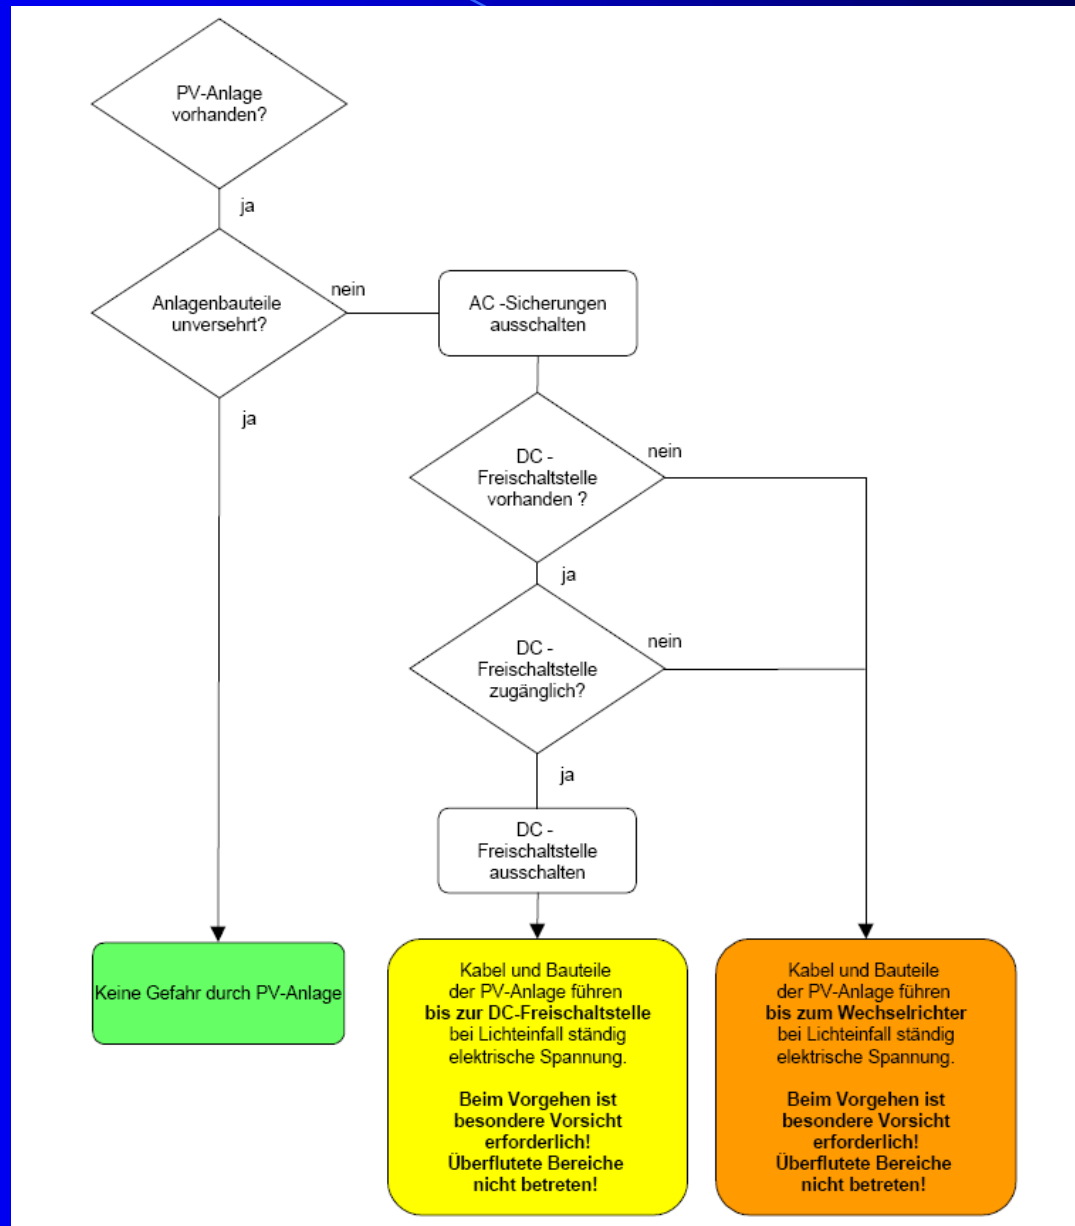 PV-Anlage
vorhanden?
ja
Anlagenbauteile
unversehrt?
nein
AC -Sicherungen
ausschalten
ja
DC -
Freischaltstelle
vorhanden ?
nein
ja
DC -
Freischaltstelle
zugänglich?
nein
ja
DC -
Freischaltstelle
ausschalten
Keine Gefahr durch PV-Anlage
Kabel und Bauteile
der PV-Anlage führen
bis zur DC-Freischaltstelle
bei Lichteinfall ständig
elektrische Spannung.
Beim Vorgehen ist
besondere Vorsicht
erforderlich!
Überflutete Bereiche
nicht betreten!
Kabel und Bauteile
der PV-Anlage führen
bis zum Wechselrichter
bei Lichteinfall ständig
elektrische Spannung.
Beim Vorgehen ist
besondere Vorsicht
erforderlich!
Überflutete Bereiche
nicht betreten!